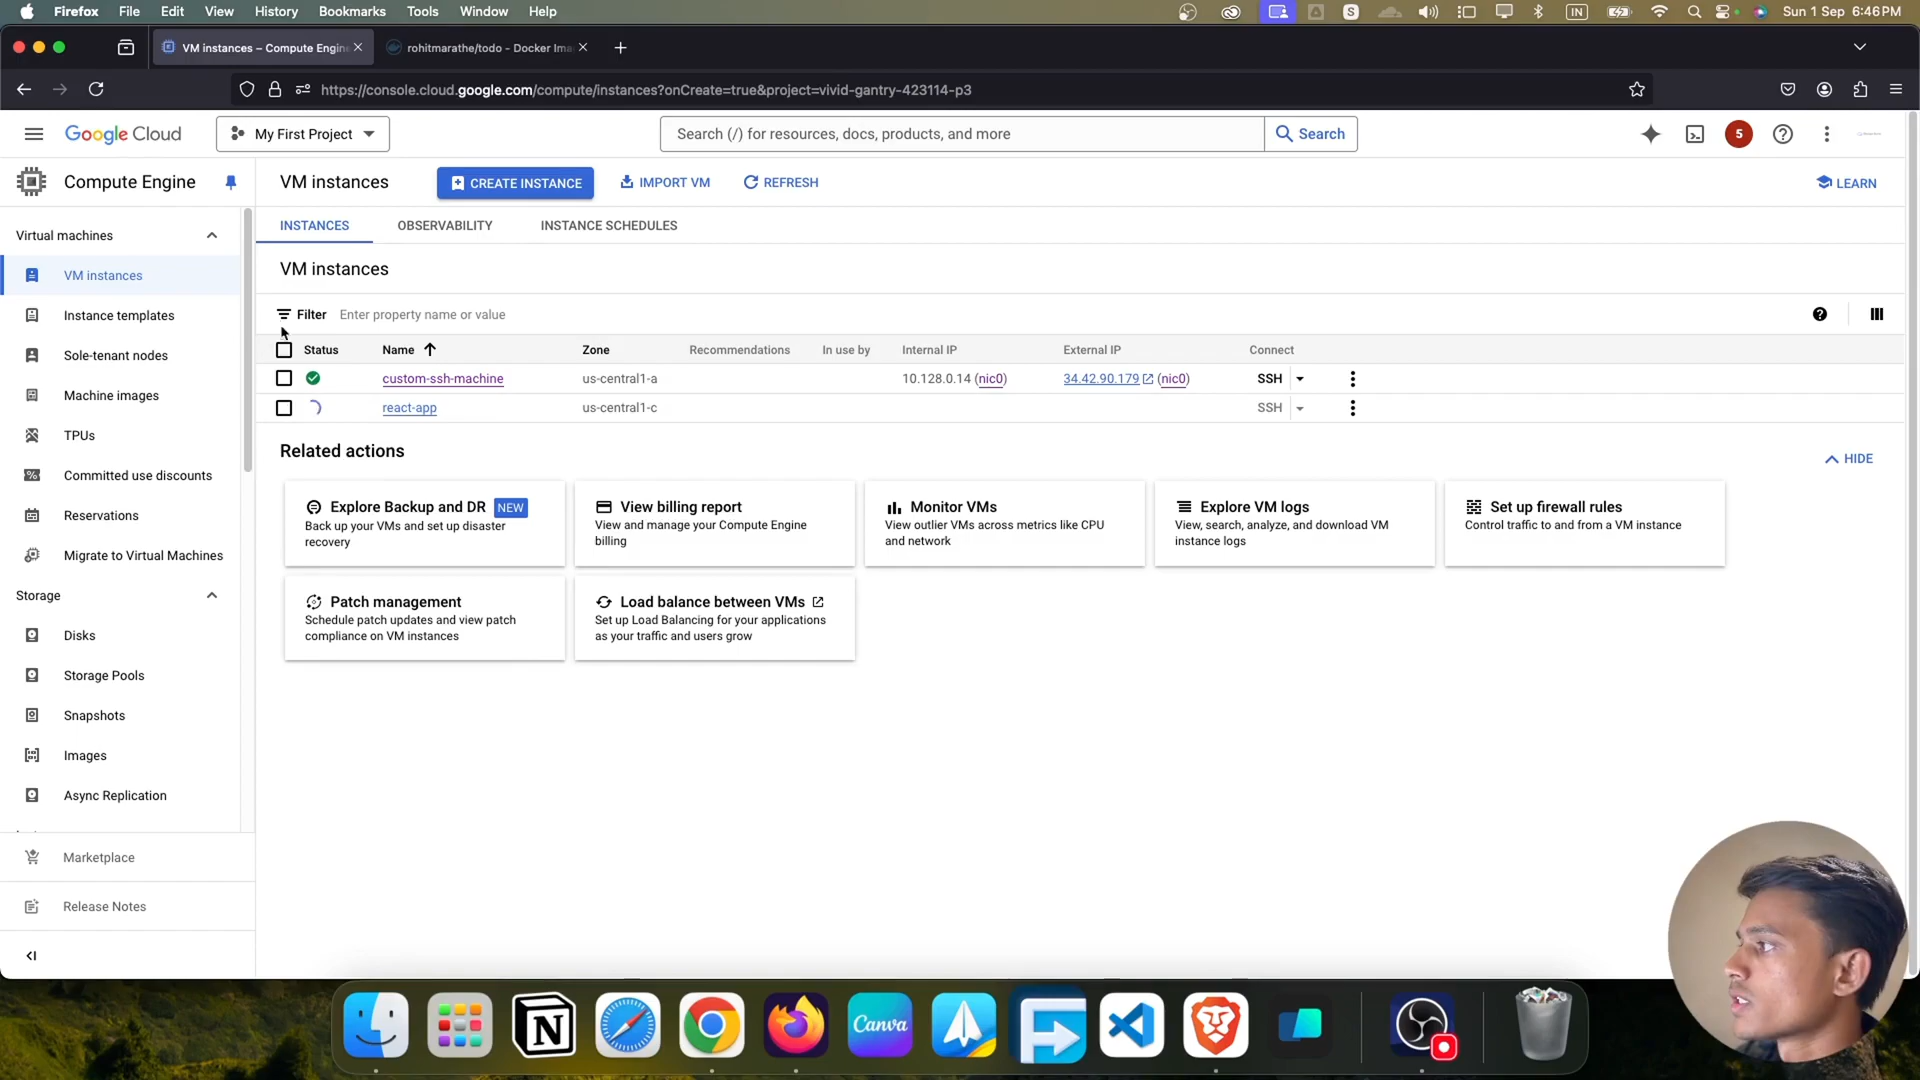 Firefox File Edit View History Bookmarks Tools Window Help
S IN Sun 1 Sep 6:46 PM
VM instances – Compute Engine
rohitmarathe/todo - Docker Ima
https://console.cloud.google.com/compute/instances?onCreate=true&project=vivid-gantry-423114-p3
Google Cloud
My First Project
Search (/) for resources, docs, products, and more
Search
5
Compute Engine
VM instances
CREATE INSTANCE
IMPORT VM
REFRESH
LEARN
Virtual machines
VM instances
Instance templates
Sole-tenant nodes
Machine images
TPUs
Committed use discounts
Reservations
Migrate to Virtual Machines
Storage
Disks
Storage Pools
Snapshots
Images
Async Replication
Marketplace
Release Notes
INSTANCES OBSERVABILITY INSTANCE SCHEDULES
VM instances
Filter Enter property name or value
Status Name Zone Recommendations In use by Internal IP External IP Connect
custom-ssh-machine us-central1-a 10.128.0.14 (nic0) 34.42.90.179 (nic0) SSH
react-app us-central1-c SSH
Related actions
HIDE
Explore Backup and DR NEW
Back up your VMs and set up disaster
recovery
View billing report
View and manage your Compute Engine
billing
Monitor VMs
View outlier VMs across metrics like CPU
and network
Explore VM logs
View, search, analyze, and download VM
instance logs
Set up firewall rules
Control traffic to and from a VM instance
Patch management
Schedule patch updates and view patch
compliance on VM instances
Load balance between VMs
Set up Load Balancing for your applications
as your traffic and users grow
Canva